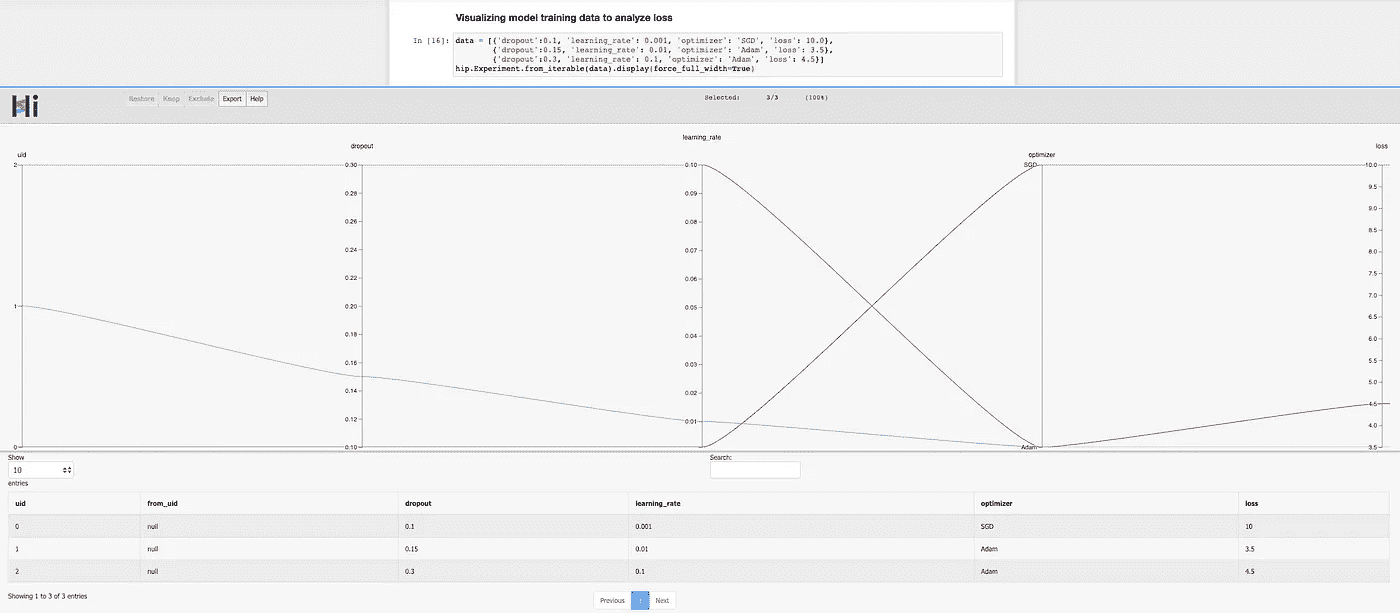 Visualizing model training data to analyze loss
In [16]: data = [{'dropout':0.1, 'learning_rate': 0.001, 'optimizer': 'SGD', 'loss': 10.0},
{'dropout':0.15, 'learning_rate': 0.01, 'optimizer': 'Adam', 'loss': 3.5},
{'dropout':0.3, 'learning_rate': 0.1, 'optimizer': 'Adam', 'loss': 4.5}]
hip.Experiment.from_iterable(data).display(force_full_width=True)
Hi Restore Keep Exclude Export Help Selected: 3/3 (100%)
uid
2
1
0
dropout
0.30
0.28
0.26
0.24
0.22
0.20
0.18
0.16
0.14
0.12
0.10
learning_rate
0.10
0.09
0.08
0.07
0.06
0.05
0.04
0.03
0.02
0.01
optimizer
SGD
Adam
loss
10.0
9.5
9.0
8.5
8.0
7.5
7.0
6.5
6.0
5.5
5.0
4.5
4.0
3.5
Show
10
entries
Search:
uid from_uid dropout learning_rate optimizer loss
0 null 0.1 0.001 SGD 10
1 null 0.15 0.01 Adam 3.5
2 null 0.3 0.1 Adam 4.5
Showing 1 to 3 of 3 entries
Previous 1 Next